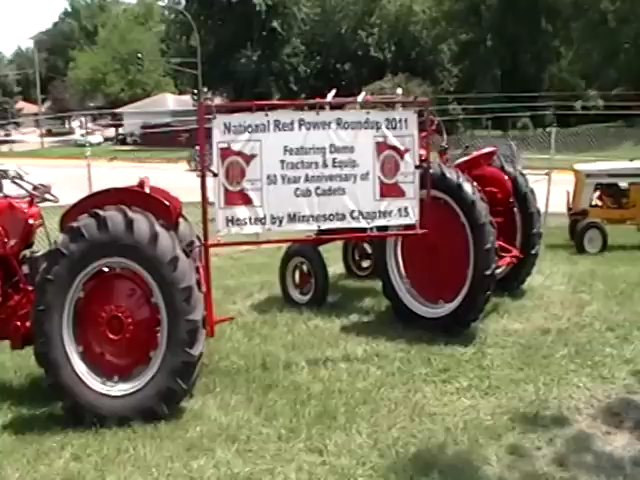 National Red Power Roundup 2011
Featuring Demo
Tractors & Equip.
50 Year Anniversary of
Cub Cadets
Hosted by Minnesota Chapter 15